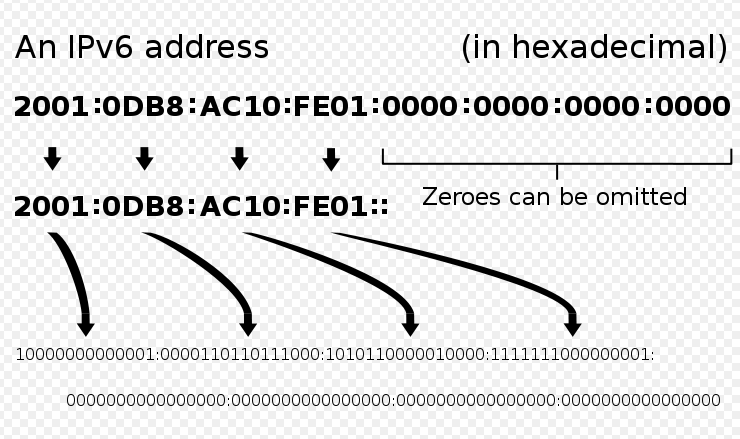 An IPv6 address (in hexadecimal)
2001:0DB8:AC10:FE01:0000:0000:0000:0000
2001:0DB8:AC10:FE01::
Zeroes can be omitted
10000000000001:0000110110111000:1010110000010000:1111111000000001:
0000000000000000:0000000000000000:0000000000000000:0000000000000000